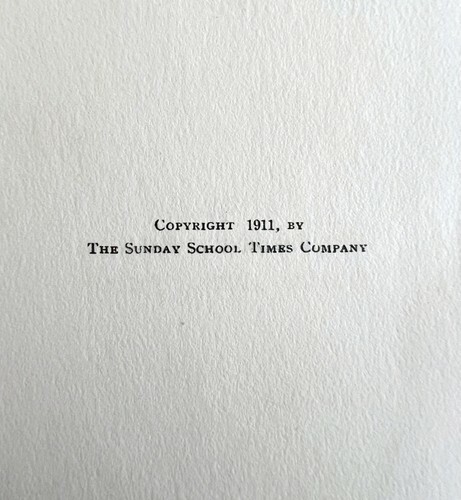 Copyright 1911, by
The Sunday School Times Company